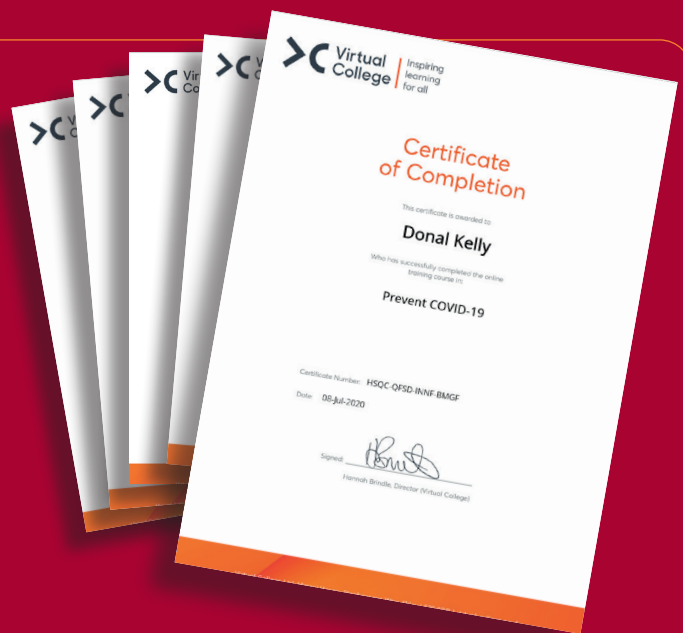 Virtual
College
Inspiring
learning
for all
Certificate
of Completion
This certificate is awarded to
Donal Kelly
Who has successfully completed the online
training course in:
Prevent COVID-19
Certificate Number: HSQC-QFSD-INNF-BMGF
Date: 08-Jul-2020
Signed:
Hannah Brindle, Director (Virtual College)